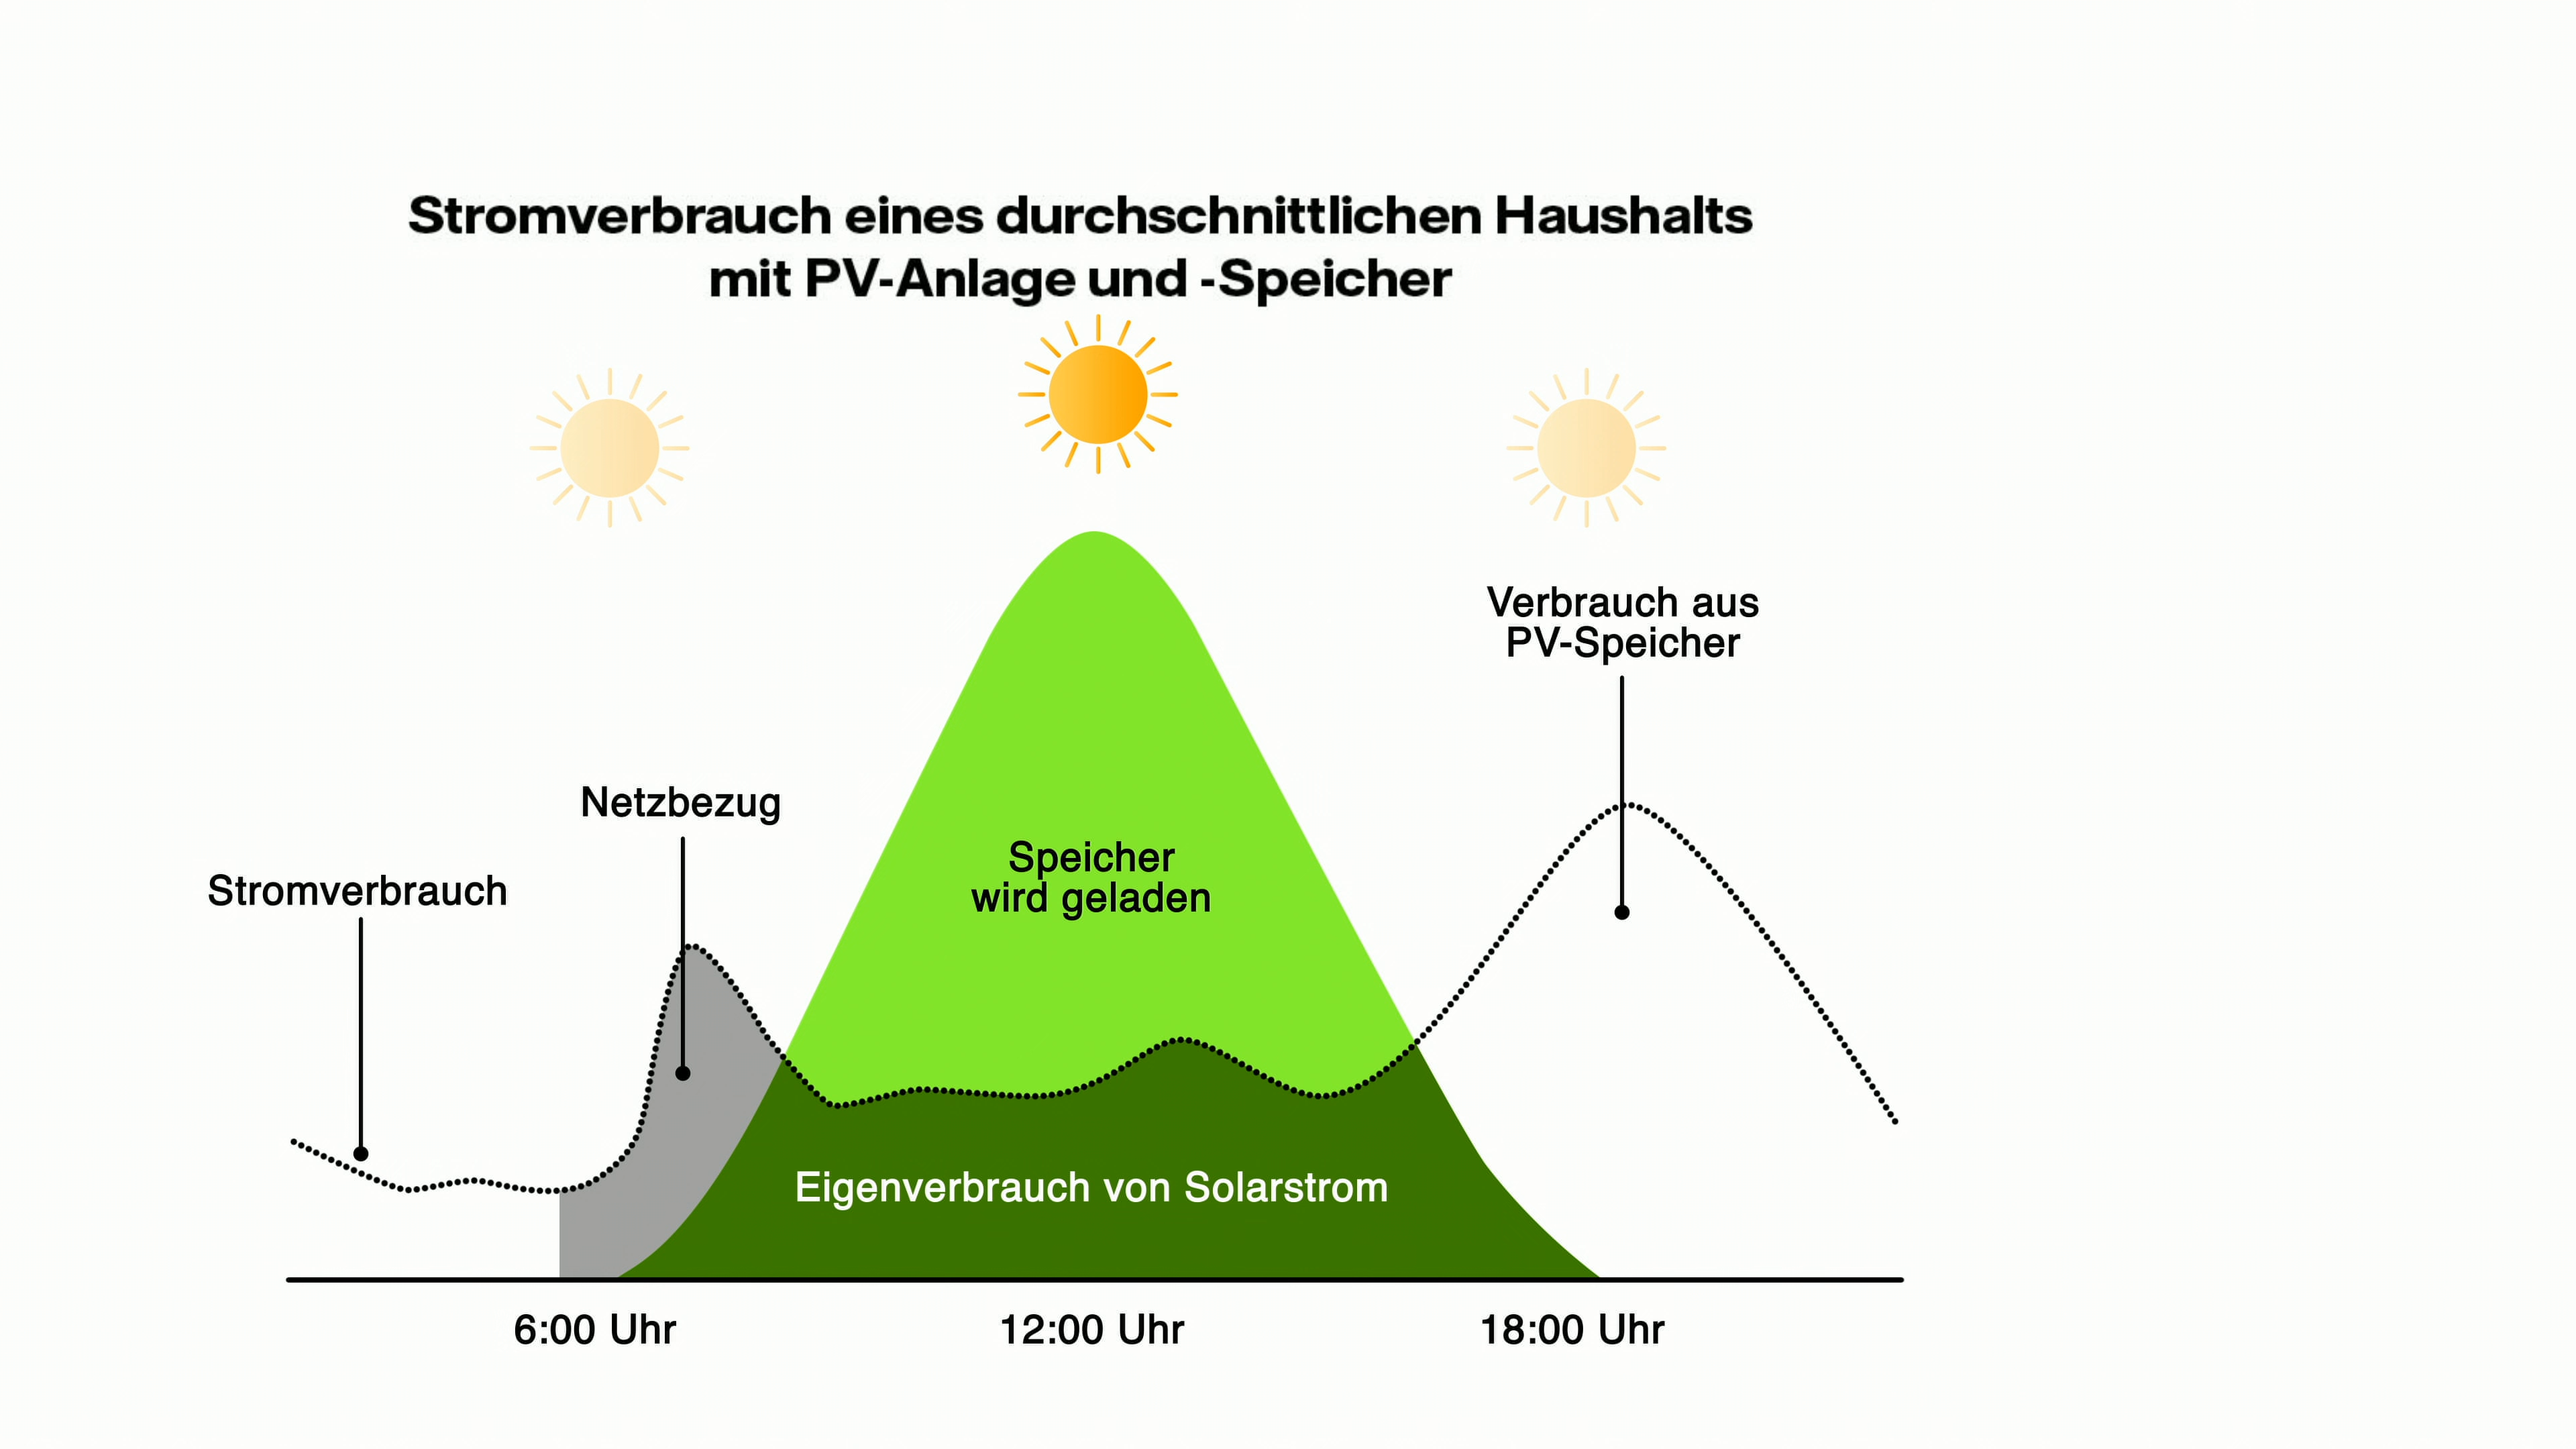 Stromverbrauch eines durchschnittlichen Haushalts
mit PV-Anlage und -Speicher
Verbrauch aus
PV-Speicher
Netzbezug
Speicher
wird geladen
Stromverbrauch
Eigenverbrauch von Solarstrom
6:00 Uhr
12:00 Uhr
18:00 Uhr